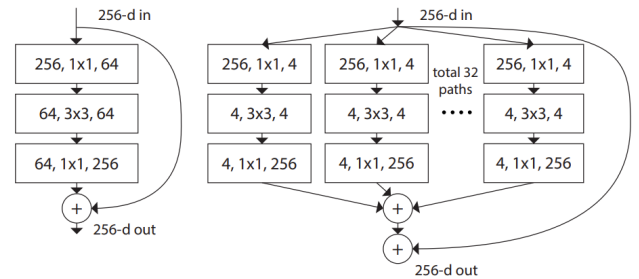 256-d in
256, 1x1, 64
64, 3x3, 64
64, 1x1, 256
+
256-d out
256-d in
256, 1x1, 4
256, 1x1, 4
total 32
paths
256, 1x1, 4
4, 3x3, 4
4, 3x3, 4
....
4, 3x3, 4
4, 1x1, 256
4, 1x1, 256
4, 1x1, 256
+
+
256-d out